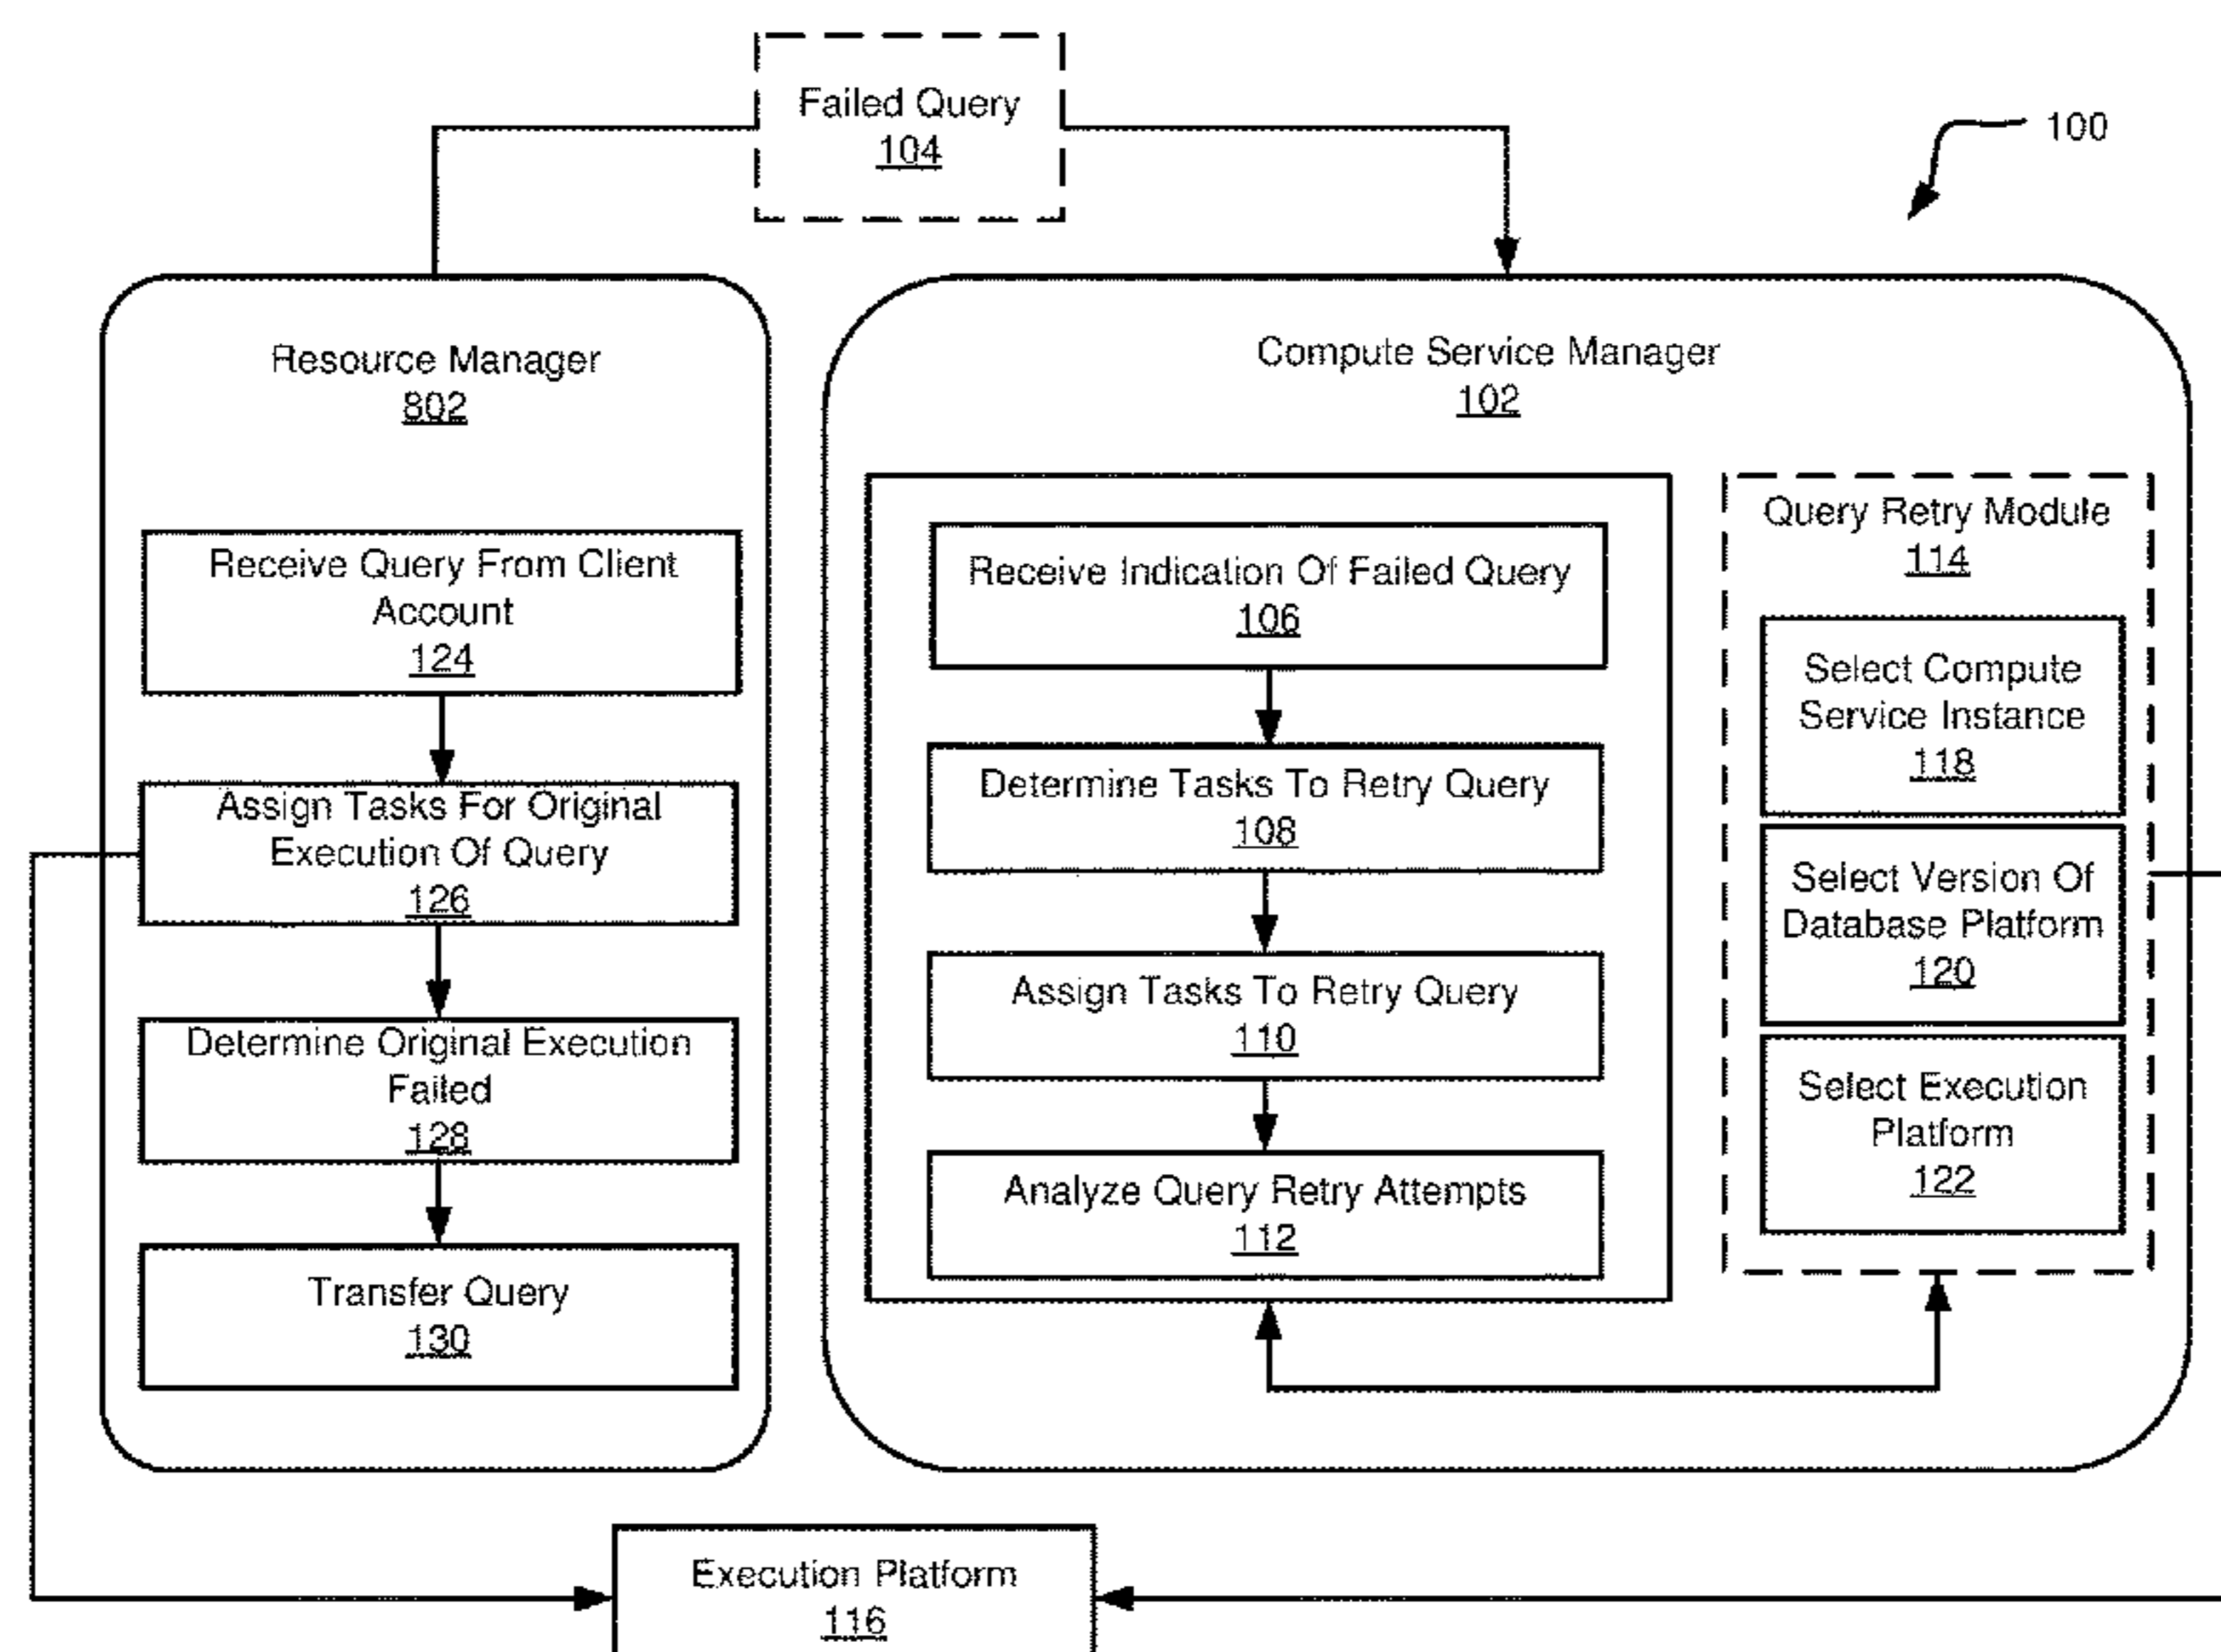 Failed Query
104
100
Resource Manager
802
Receive Query From Client
Account
124
Assign Tasks For Original
Execution Of Query
126
Determine Original Execution
Failed
128
Transfer Query
130
Compute Service Manager
102
Receive Indication Of Failed Query
106
Determine Tasks To Retry Query
108
Assign Tasks To Retry Query
110
Analyze Query Retry Attempts
112
Query Retry Module
114
Select Compute
Service Instance
118
Select Version Of
Database Platform
120
Select Execution
Platform
122
Execution Platform
116